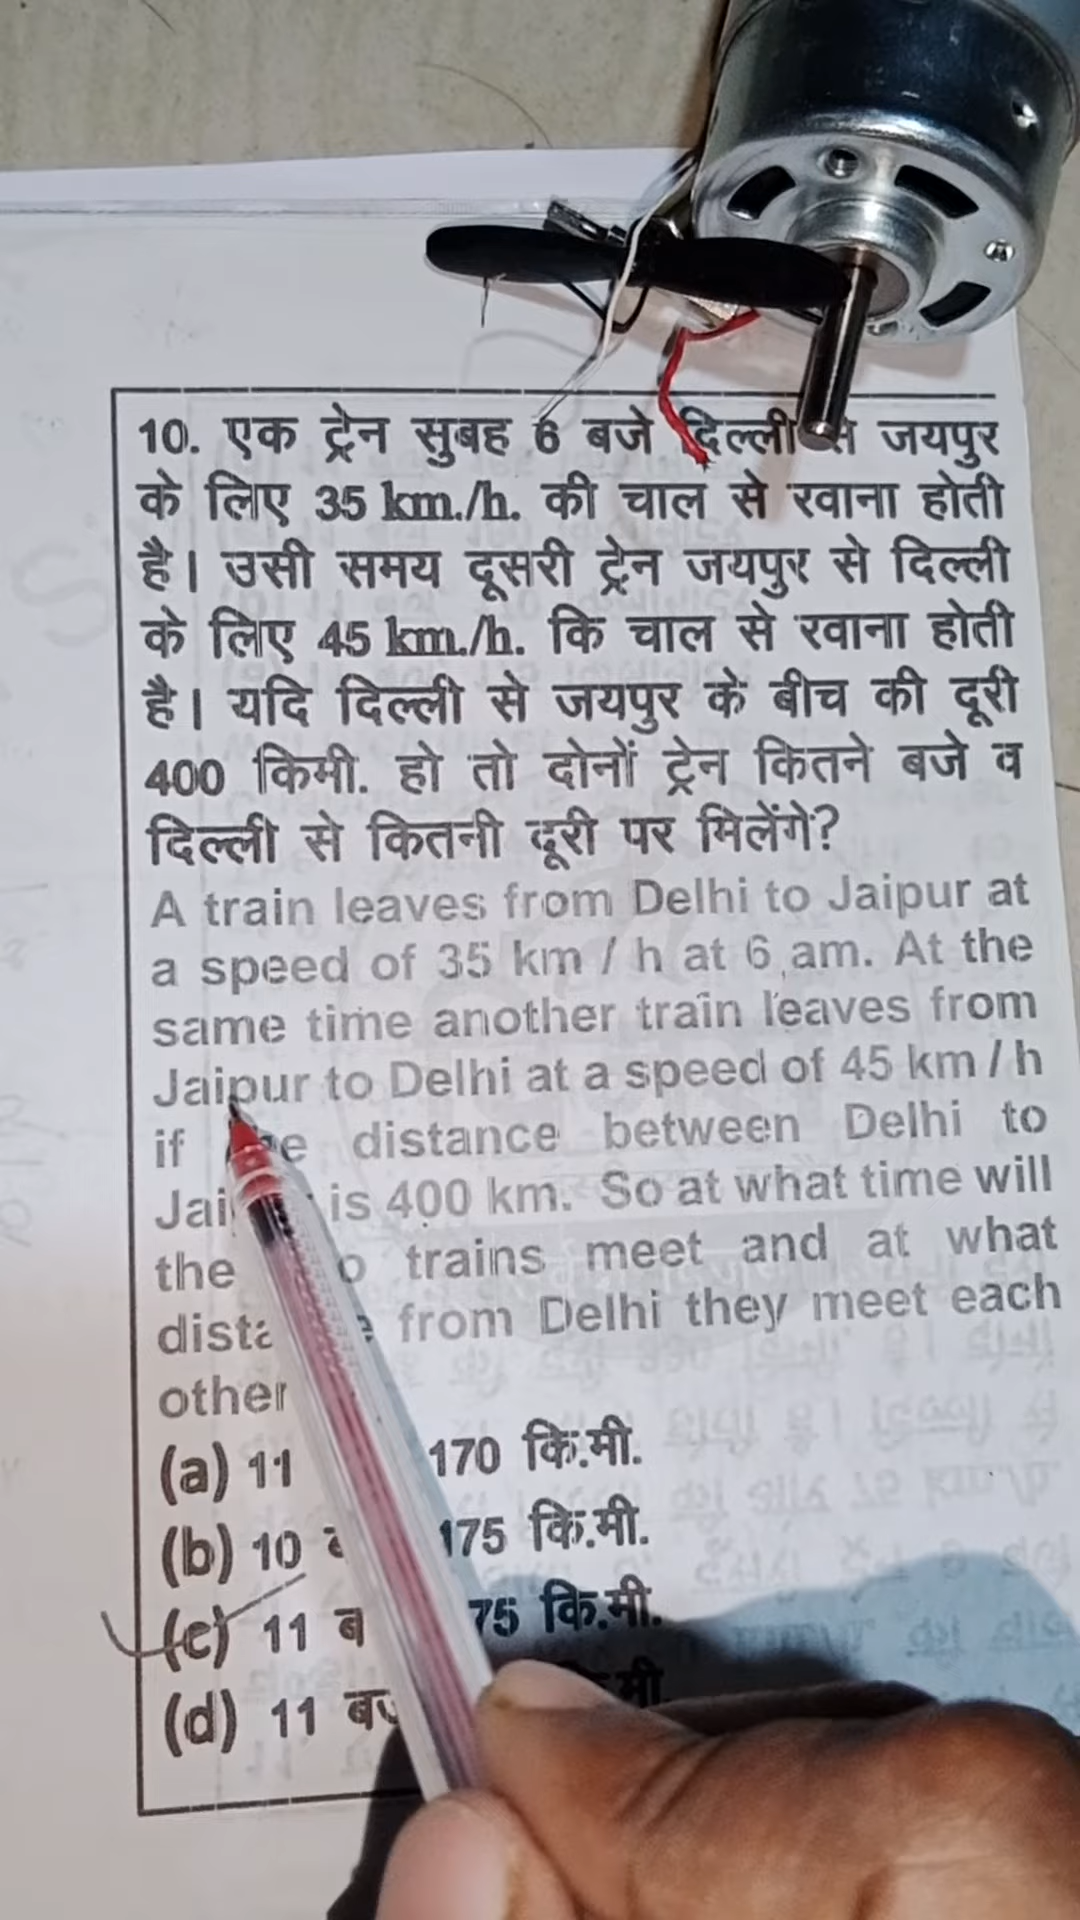 10. एक ट्रेन सुबह 6 बजे दिल्ली जयपुर
के लिए 35 km./h. की चाल से रवाना होती
है। उसी समय दूसरी ट्रेन जयपुर से दिल्ली
के लिए 45 km./h. कि चाल से रवाना होती
है। यदि दिल्ली से जयपुर के बीच की दूरी
400 किमी. हो तो दोनों ट्रेन कितने बजे व
दिल्ली से कितनी दूरी पर मिलेंगे?
A train leaves from Delhi to Jaipur at
a speed of 35 km / h at 6 am. At the
same time another train leaves from
Jaipur to Delhi at a speed of 45 km / h
if distance between Delhi to
is 400 km. So at what time will
the trains meet and at what
from Delhi they meet each
other
(a) 11 170 कि.मी.
(b) 10 175 कि.मी.
(c) 11 कि.मी.
(d) 11